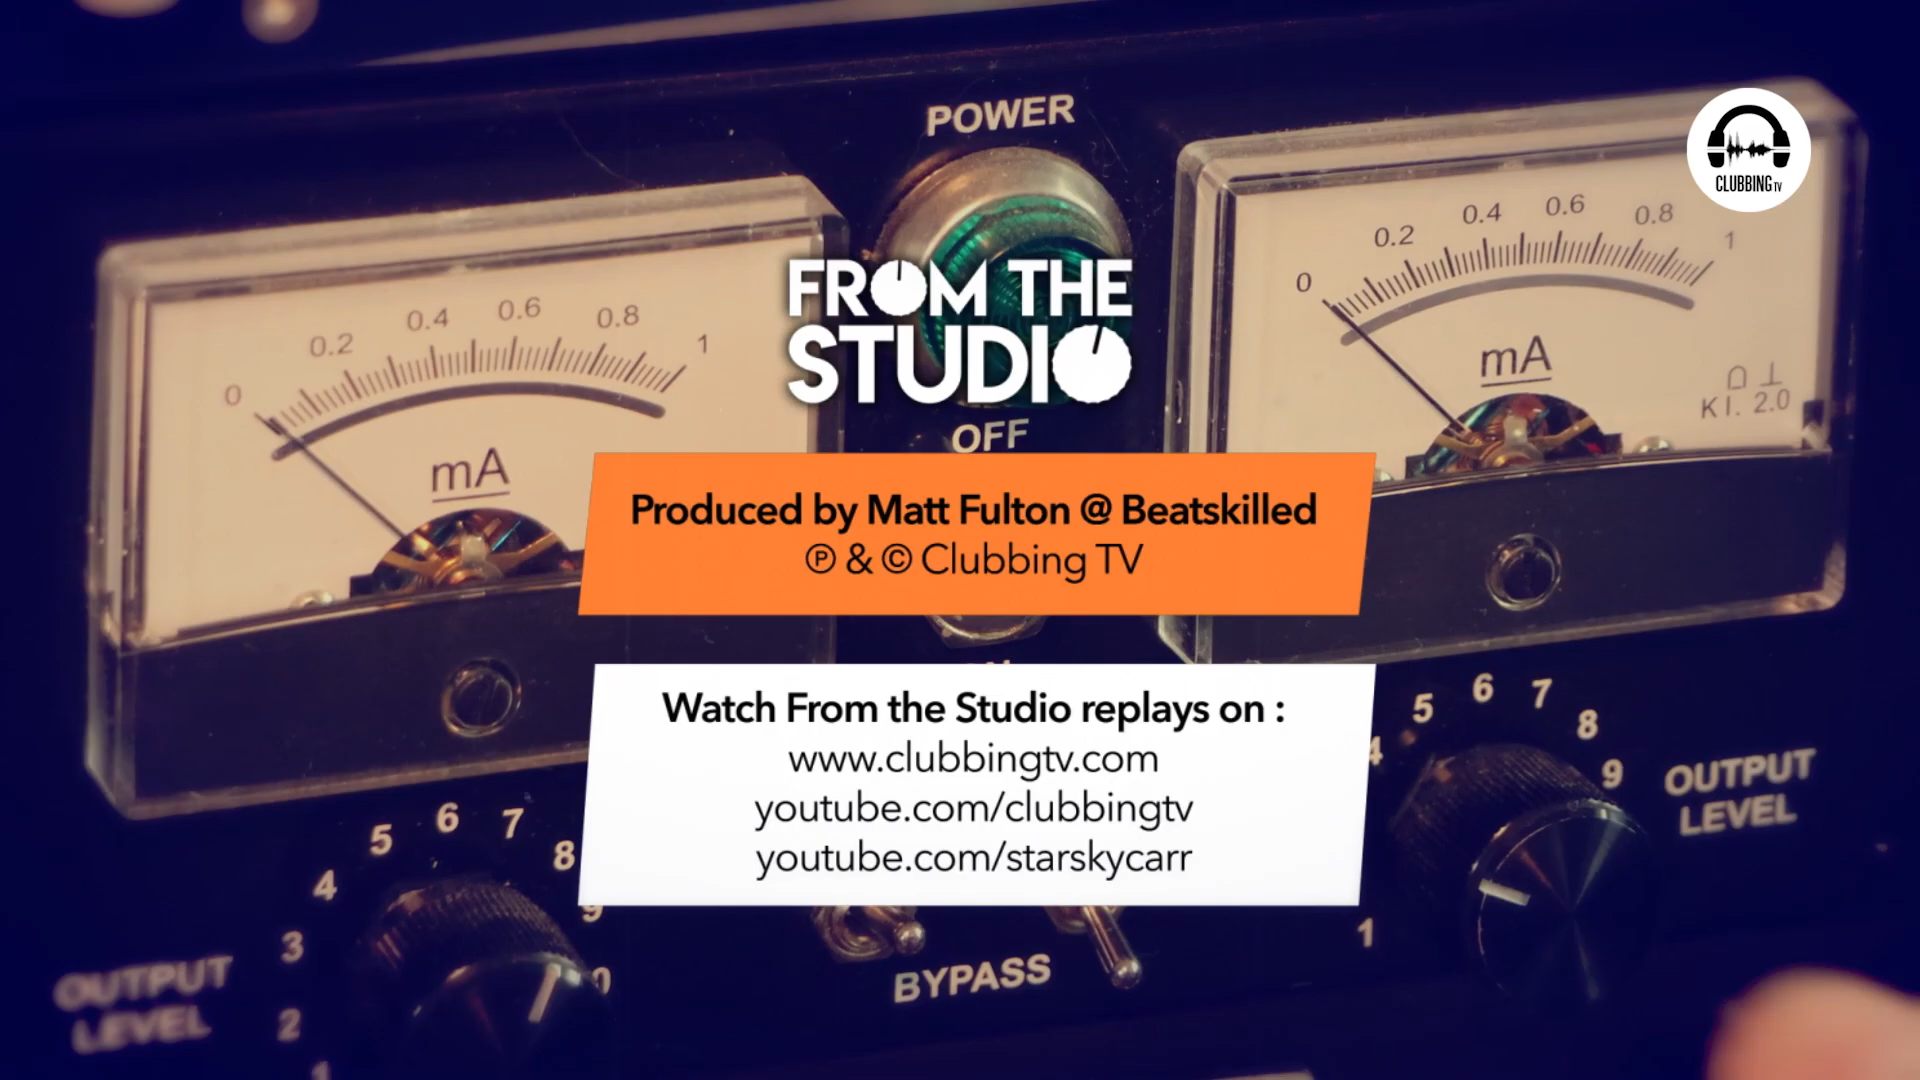 POWER
CLUBBING TV
0 0.2 0.4 0.6 0.8 1
mA
KI. 2.0
0 0.2 0.4 0.6 0.8 1
mA
FROM THE
STUDIO
OFF
Produced by Matt Fulton @ Beatskilled
℗ & © Clubbing TV
Watch From the Studio replays on :
www.clubbingtv.com
youtube.com/clubbingtv
youtube.com/starskycarr
1 4 5 6 7 8 9
OUTPUT
LEVEL
1 2 3 4 5 6 7 8 9
OUTPUT
LEVEL
BYPASS